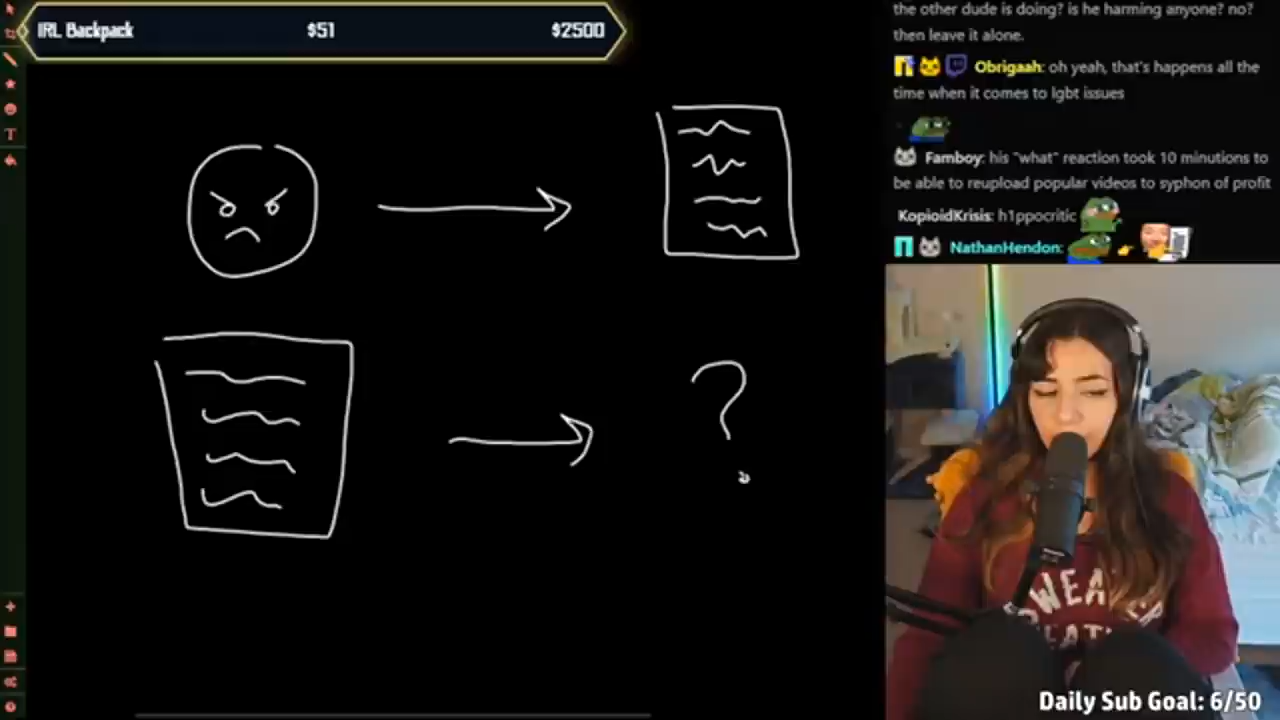 IRL Backpack $51 $2500
the other dude is doing? is he harming anyone? no?
then leave it alone.
Obrigaah: oh yeah, that's happens all the
time when it comes to lgbt issues
Famboy: his "what" reaction took 10 minutions to
be able to reupload popular videos to syphon of profit
KopioidKrisis: h1ppocritic
NathanHendon:
?
Daily Sub Goal: 6/50